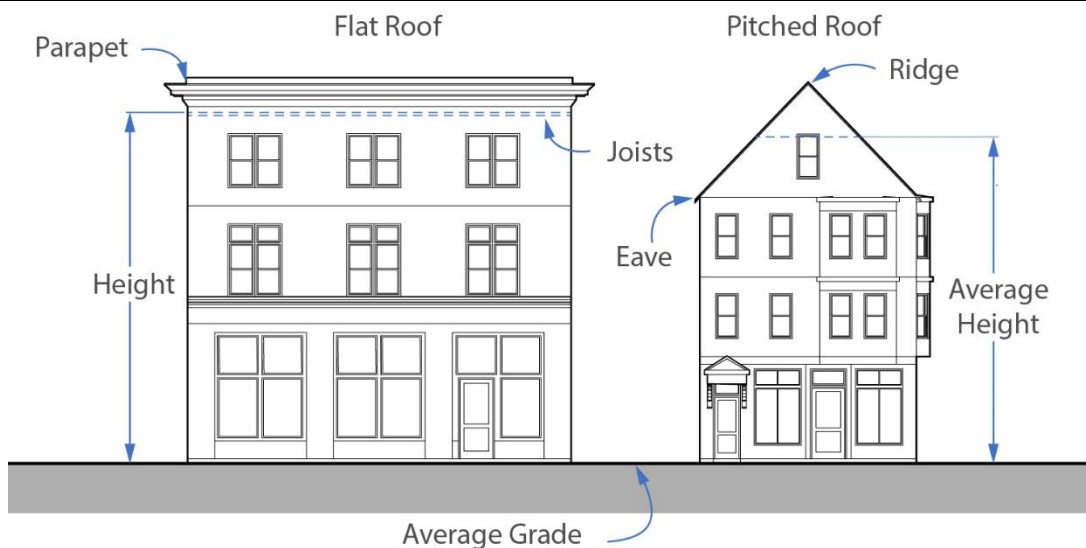 Flat Roof
Pitched Roof
Parapet
Ridge
Joists
Eave
Height
Average
Height
Average Grade